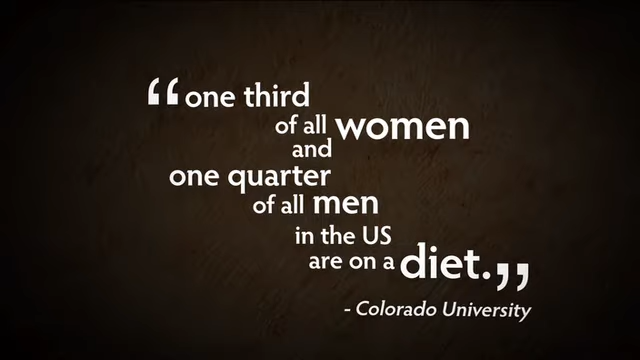 “one third
of all women
and
one quarter
of all men
in the US
are on a diet.”
- Colorado University